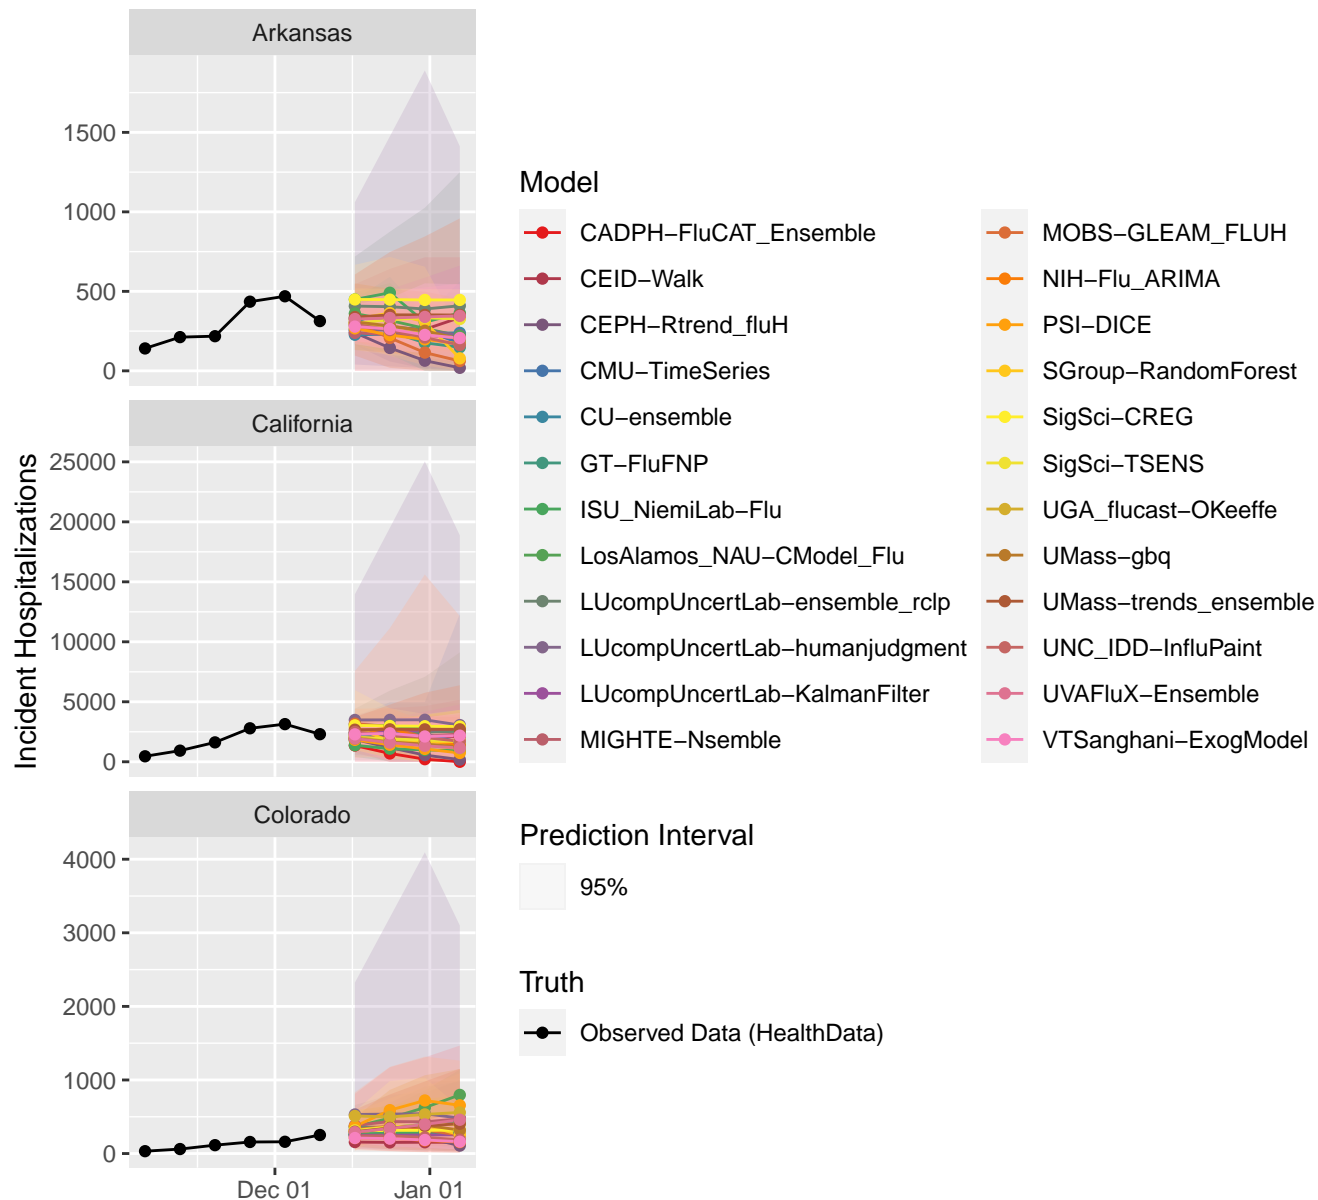 Arkansas
1500
1000
500
0
California
25000
20000
15000
10000
5000
0
Incident Hospitalizations
Colorado
4000
3000
2000
1000
0
Dec 01
Jan 01
Model
CADPH−FluCAT_Ensemble
CEID−Walk
CEPH−Rtrend_fluH
CMU−TimeSeries
CU−ensemble
GT−FluFNP
ISU_NiemiLab−Flu
LosAlamos_NAU−CModel_Flu
LUcompUncertLab−ensemble_rclp
LUcompUncertLab−humanjudgment
LUcompUncertLab−KalmanFilter
MIGHTE−Nsemble
MOBS−GLEAM_FLUH
NIH−Flu_ARIMA
PSI−DICE
SGroup−RandomForest
SigSci−CREG
SigSci−TSENS
UGA_flucast−OKeeffe
UMass−gbq
UMass−trends_ensemble
UNC_IDD−InfluPaint
UVAFluX−Ensemble
VTSanghani−ExogModel
Prediction Interval
95%
Truth
Observed Data (HealthData)